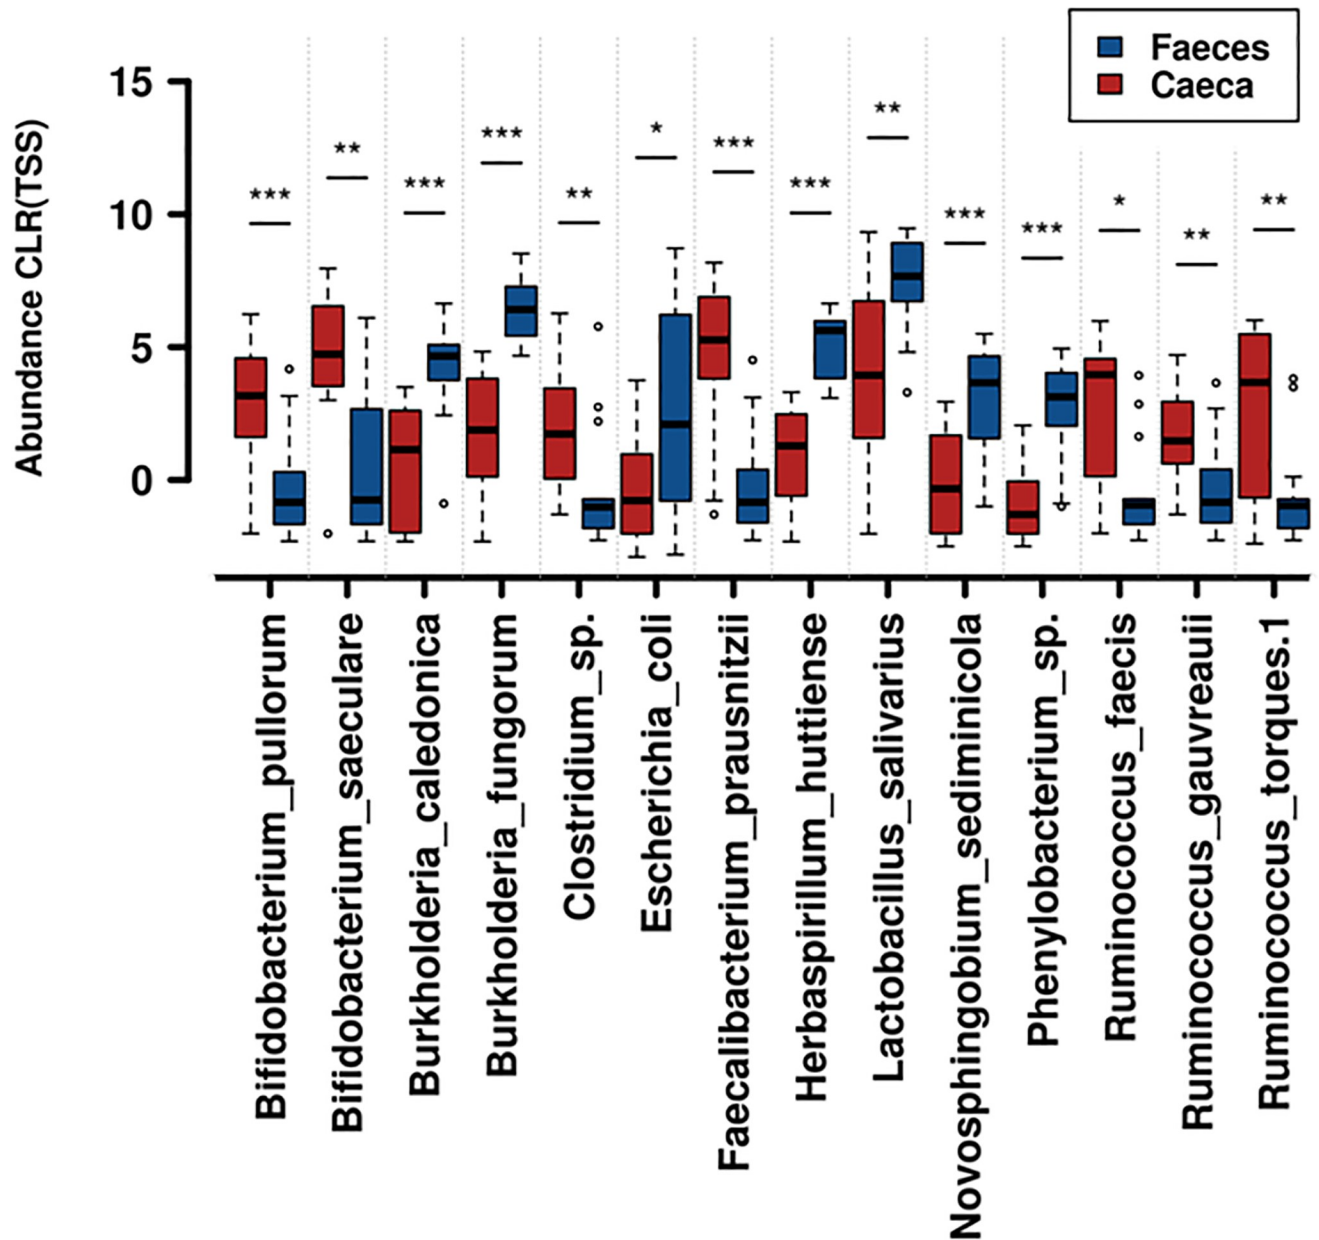 Faeces
Caeca
Abundance CLR(TSS)
15
10
5
0
***
**
***
***
**
*
***
***
**
***
***
*
**
**
Bifidobacterium_pullorum
Bifidobacterium_saeculare
Burkholderia_caledonica
Burkholderia_fungorum
Clostridium_sp.
Escherichia_coli
Faecalibacterium_prausnitzii
Herbaspirillum_huttiense
Lactobacillus_salivarius
Novosphingobium_sediminicola
Phenylobacterium_sp.
Ruminococcus_faecis
Ruminococcus_gauvreauii
Ruminococcus_torques.1